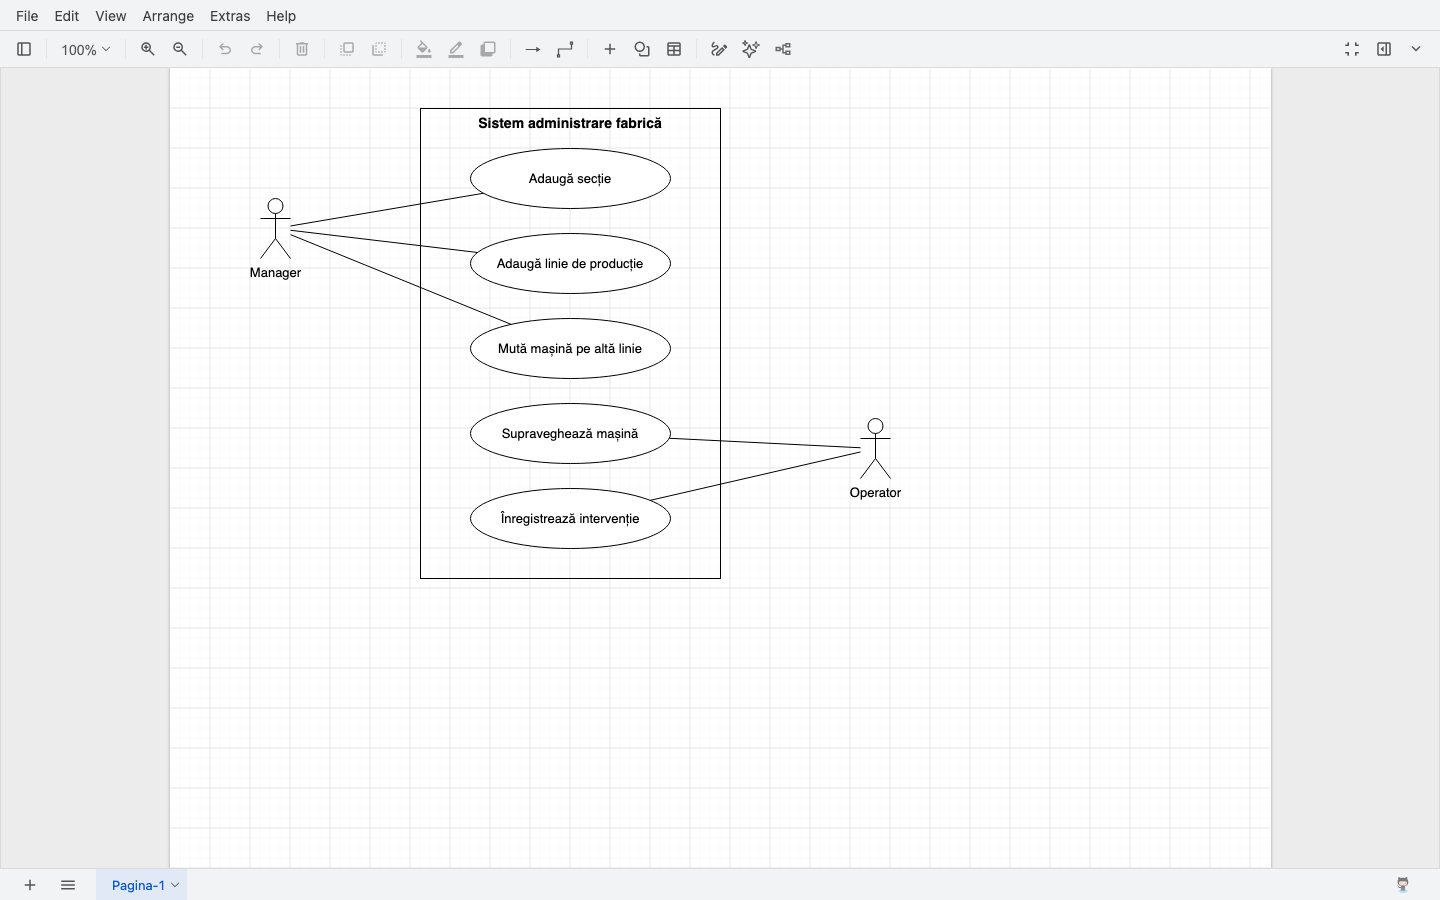 File Edit View Arrange Extras Help
100%
Sistem administrare fabrică
Adaugă secție
Manager
Adaugă linie de producție
Mută mașină pe altă linie
Supraveghează mașină
Operator
Înregistrează intervenție
Pagina-1